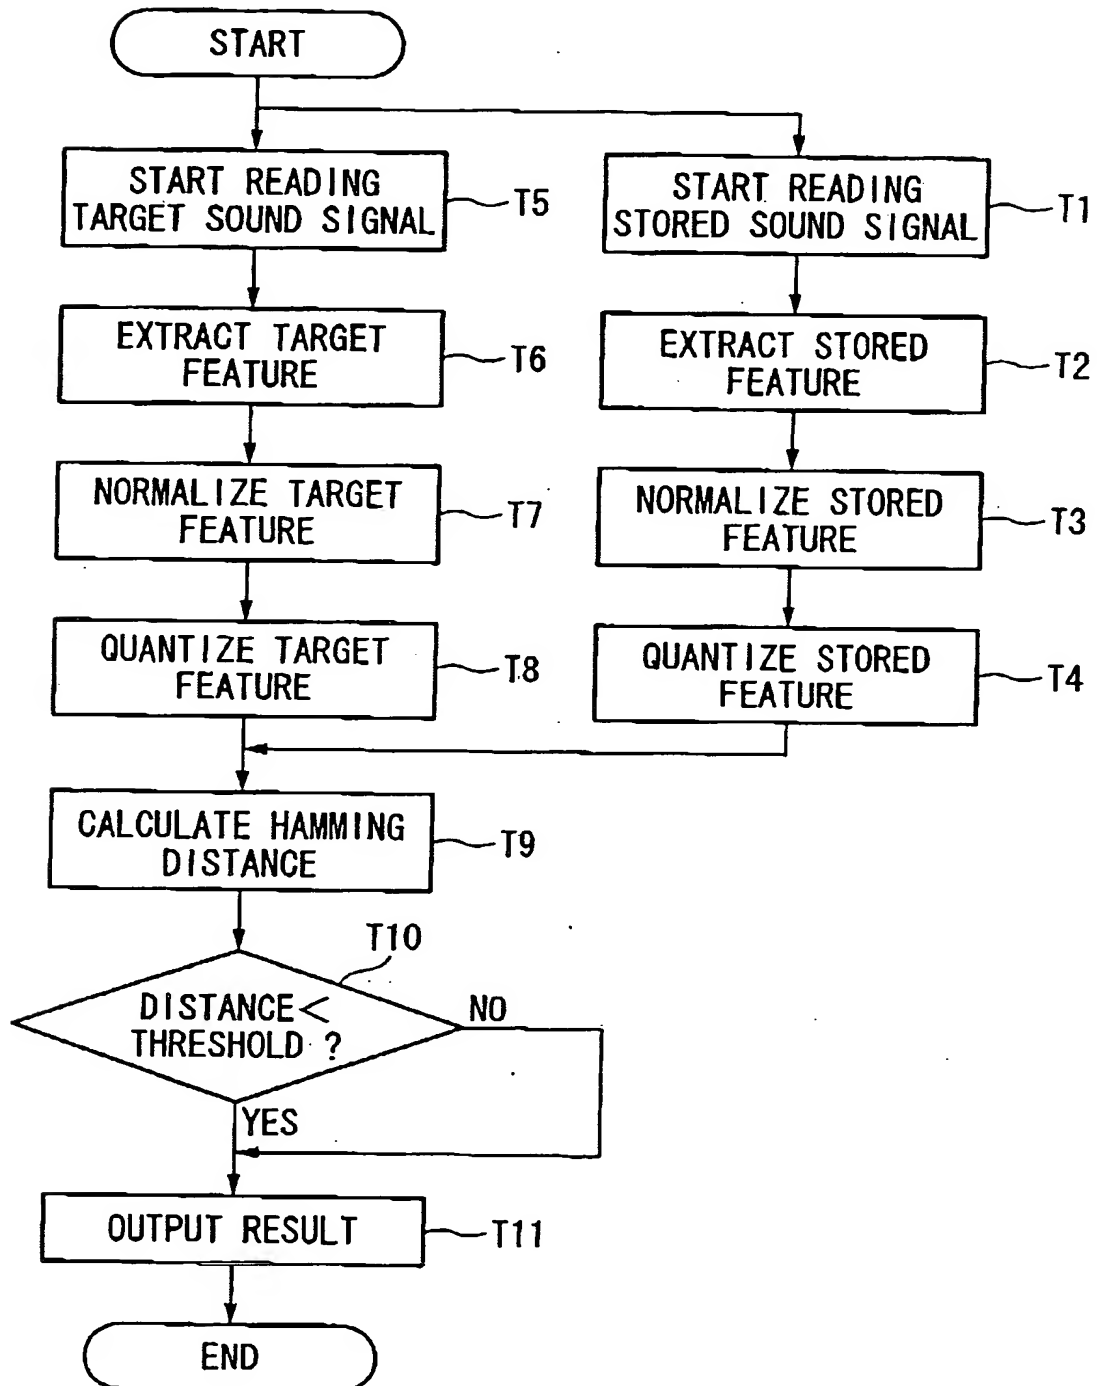 START
START READING
TARGET SOUND SIGNAL
T5
START READING
STORED SOUND SIGNAL
T1
EXTRACT TARGET
FEATURE
T6
EXTRACT STORED
FEATURE
T2
NORMALIZE TARGET
FEATURE
T7
NORMALIZE STORED
FEATURE
T3
QUANTIZE TARGET
FEATURE
T8
QUANTIZE STORED
FEATURE
T4
CALCULATE HAMMING
DISTANCE
T9
T10
DISTANCE<
THRESHOLD ?
NO
YES
OUTPUT RESULT
T11
END